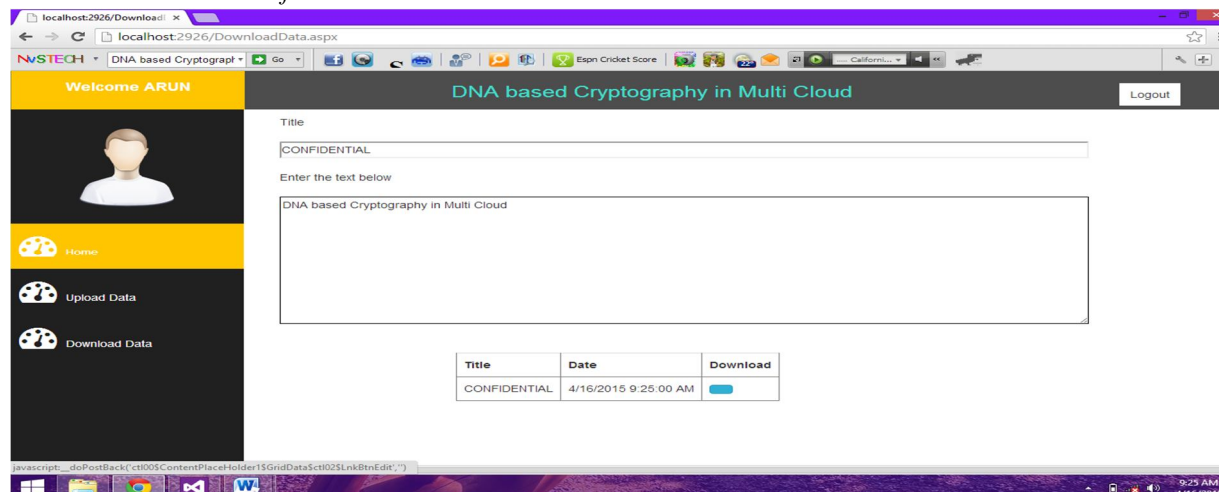 localhost:2926/Download
localhost:2926/DownloadData.aspx
NVSTECH DNA based Cryptograph Go Espn Cricket Score 22° .... Californi...
Welcome ARUN
DNA based Cryptography in Multi Cloud
Logout
Title
CONFIDENTIAL
Enter the text below
DNA based Cryptography in Multi Cloud
Home
Upload Data
Download Data
Title Date Download
CONFIDENTIAL 4/16/2015 9:25:00 AM
javascript:__doPostBack('ctl00$ContentPlaceHolder1$GridData$ctl02$LnkBtnEdit','')
9:25 AM